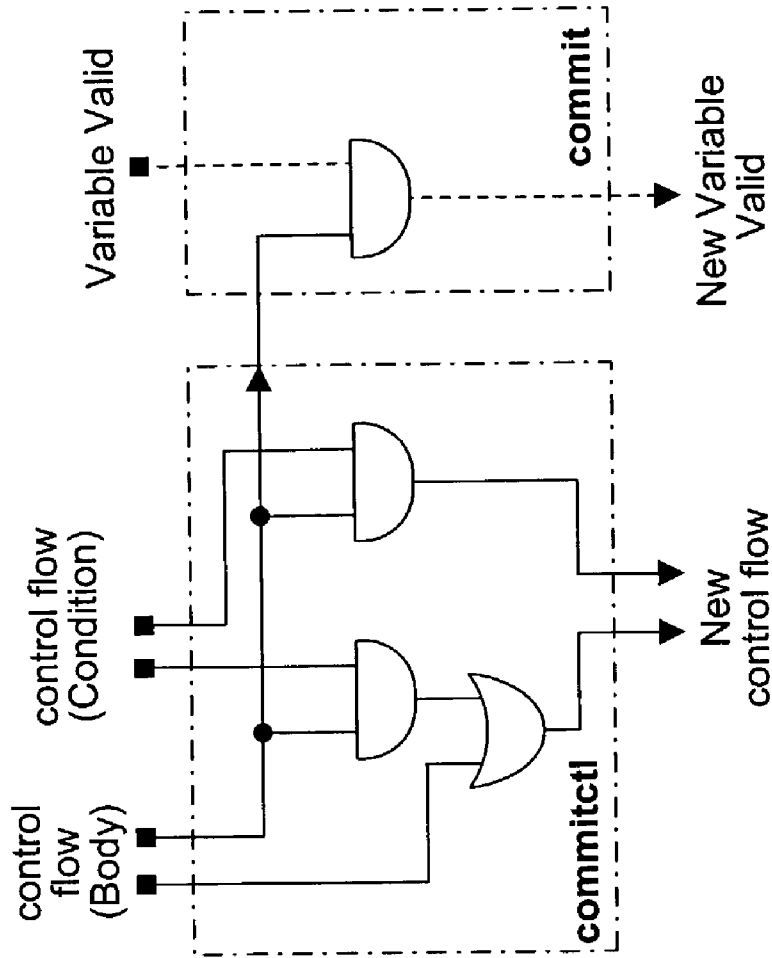 control
flow
(Body)
control flow
(Condition)
Variable Valid
commitctl
commit
New
control flow
New Variable
Valid